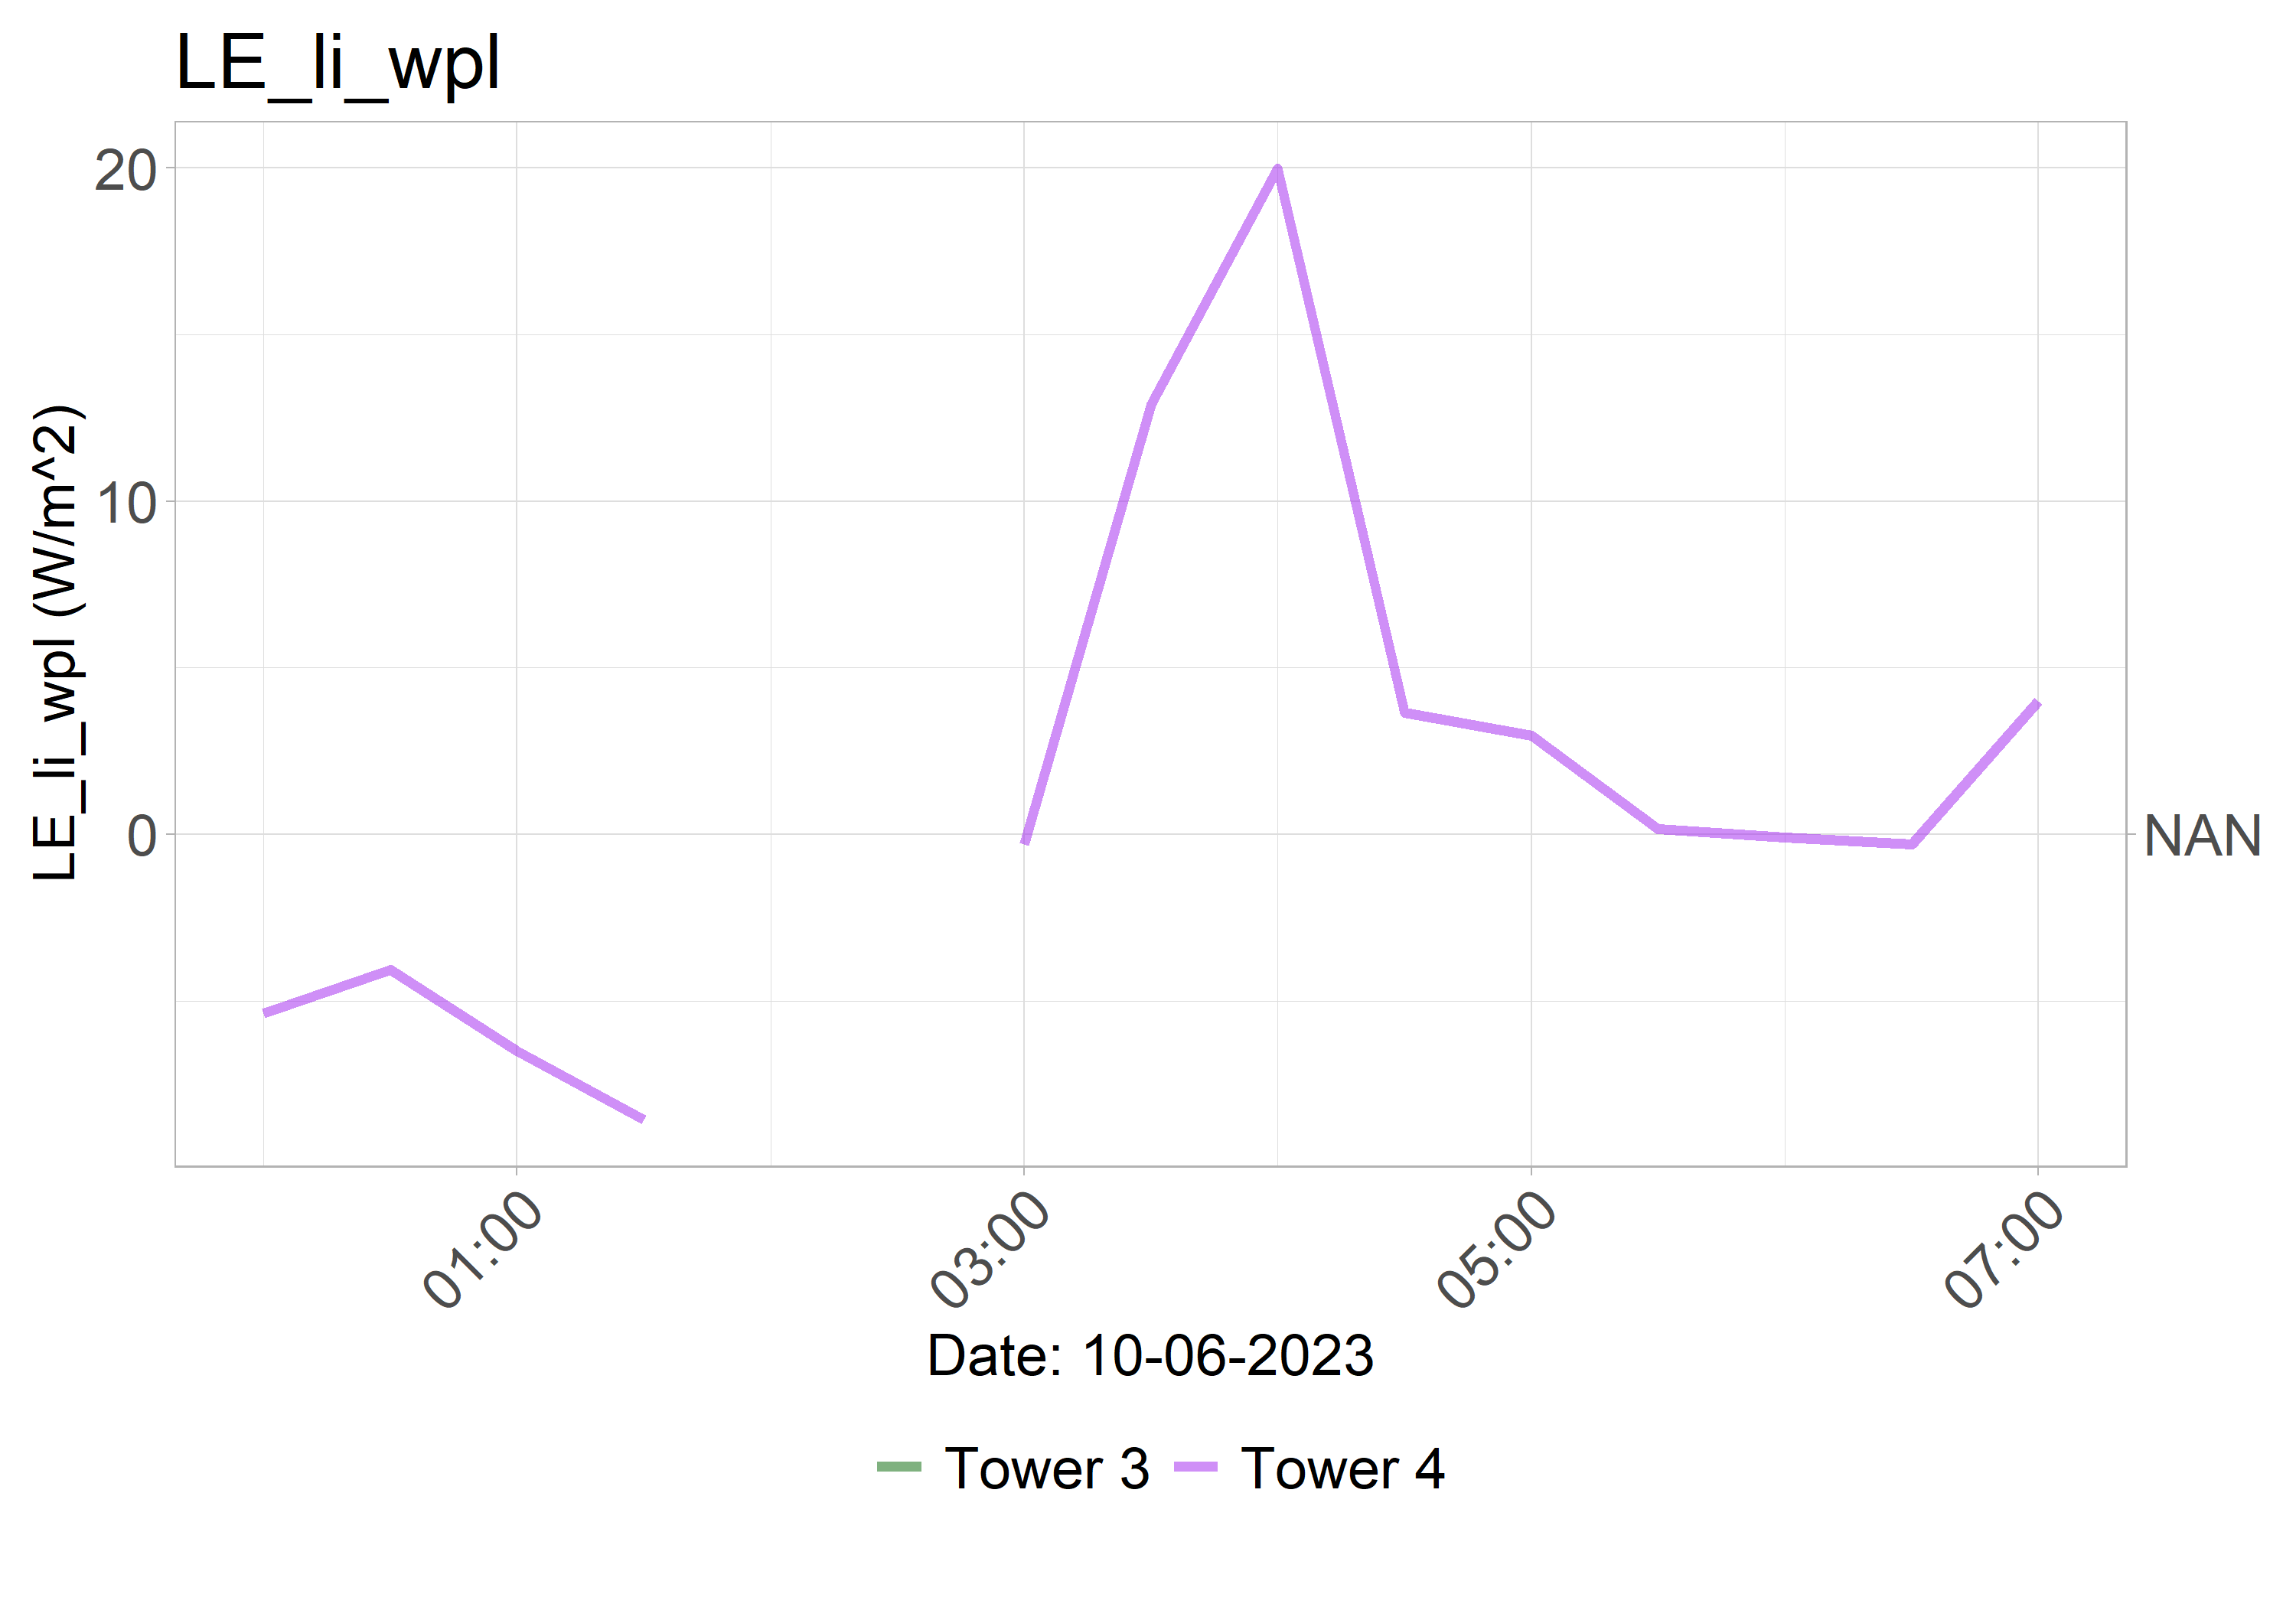 LE_li_wpl
LE_li_wpl (W/m^2)
20
10
0
NAN
01:00
03:00
05:00
07:00
Date: 10-06-2023
Tower 3
Tower 4